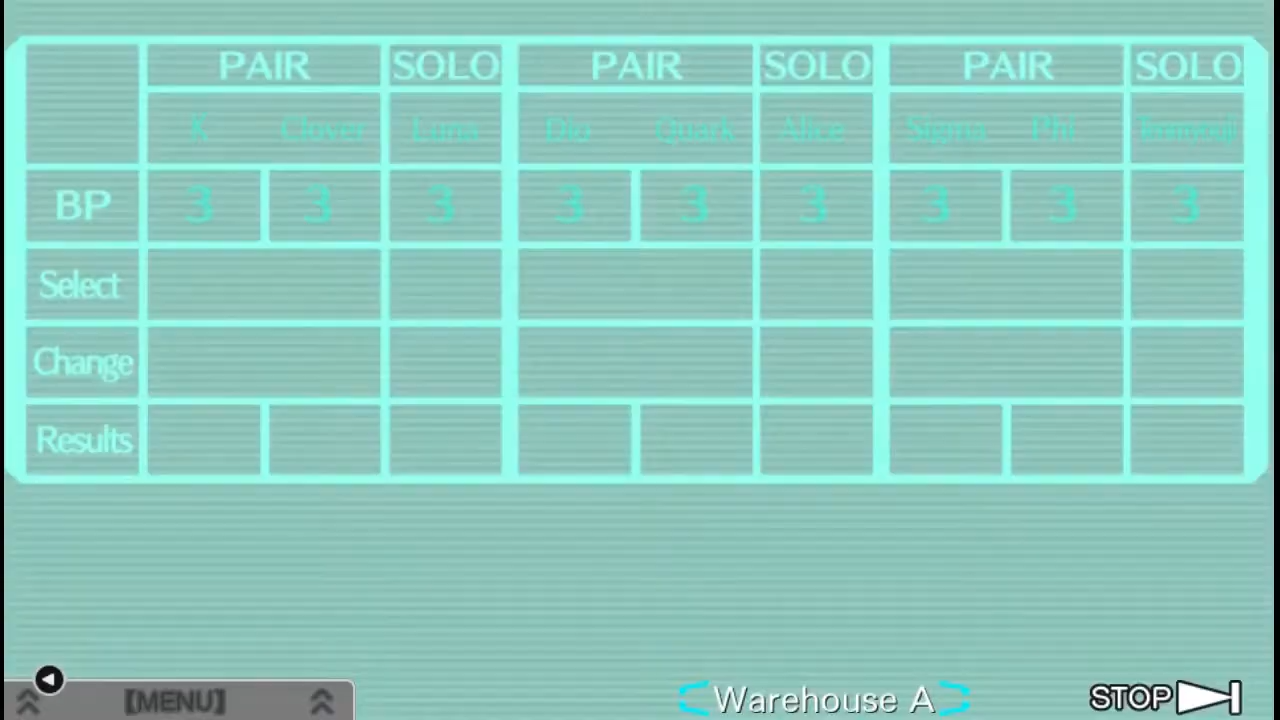 PAIR SOLO PAIR SOLO PAIR SOLO
K Clover Luna Dio Quark Alice Sigma Phi Tenmyouji
BP 3 3 3 3 3 3 3 3 3
Select
Change
Results
[MENU]
Warehouse A
STOP